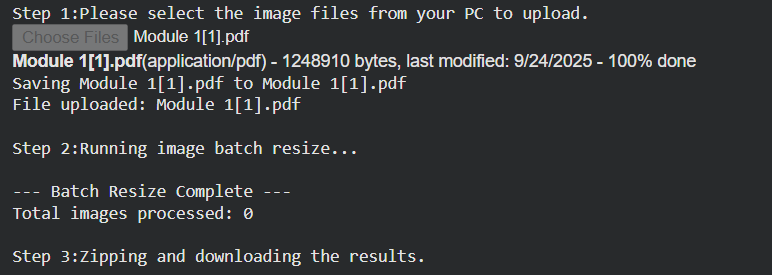 Step 1:Please select the image files from your PC to upload.
Choose Files Module 1[1].pdf
Module 1[1].pdf(application/pdf) - 1248910 bytes, last modified: 9/24/2025 - 100% done
Saving Module 1[1].pdf to Module 1[1].pdf
File uploaded: Module 1[1].pdf
Step 2:Running image batch resize...
--- Batch Resize Complete ---
Total images processed: 0
Step 3:Zipping and downloading the results.